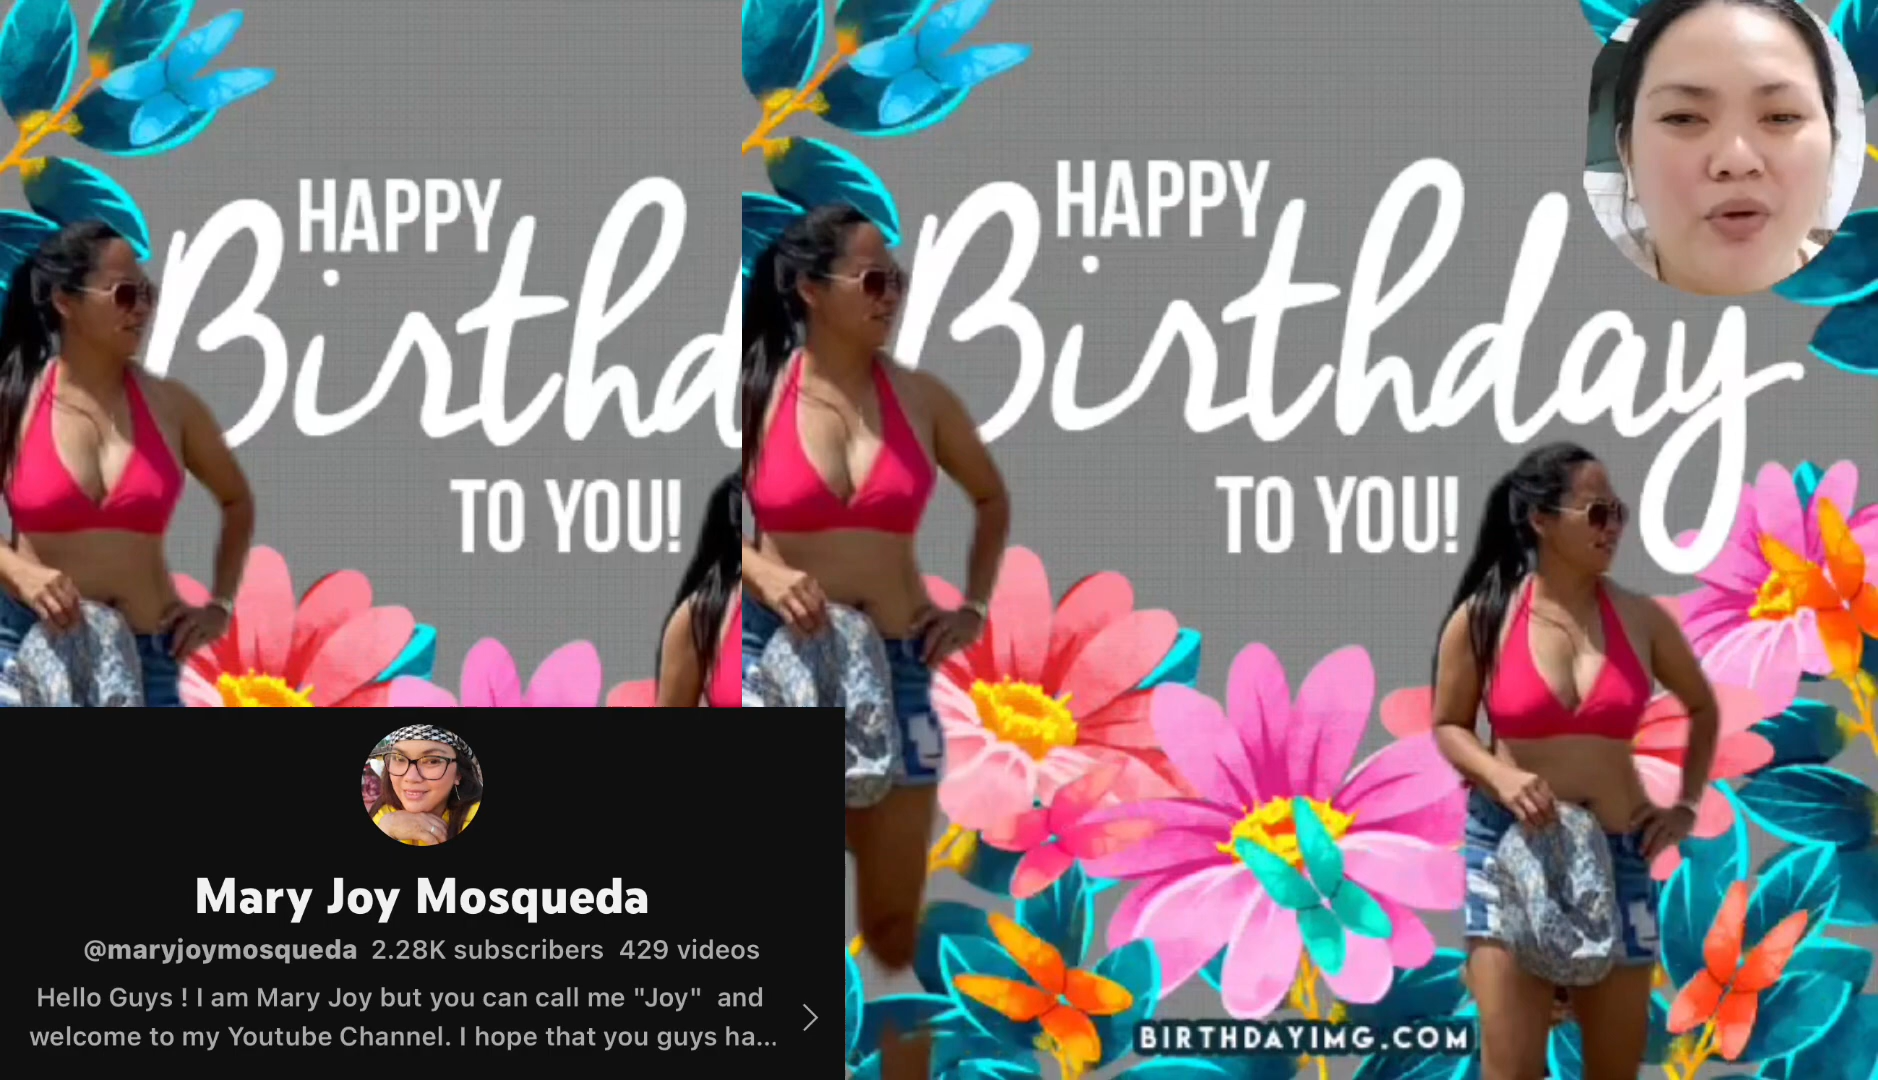 HAPPY
Birthd
TO YOU!
HAPPY
Birthday
TO YOU!
Mary Joy Mosqueda
@maryjoymosqueda 2.28K subscribers 429 videos
Hello Guys ! I am Mary Joy but you can call me "Joy" and
welcome to my Youtube Channel. I hope that you guys ha...
BIRTHDAYIMG.COM